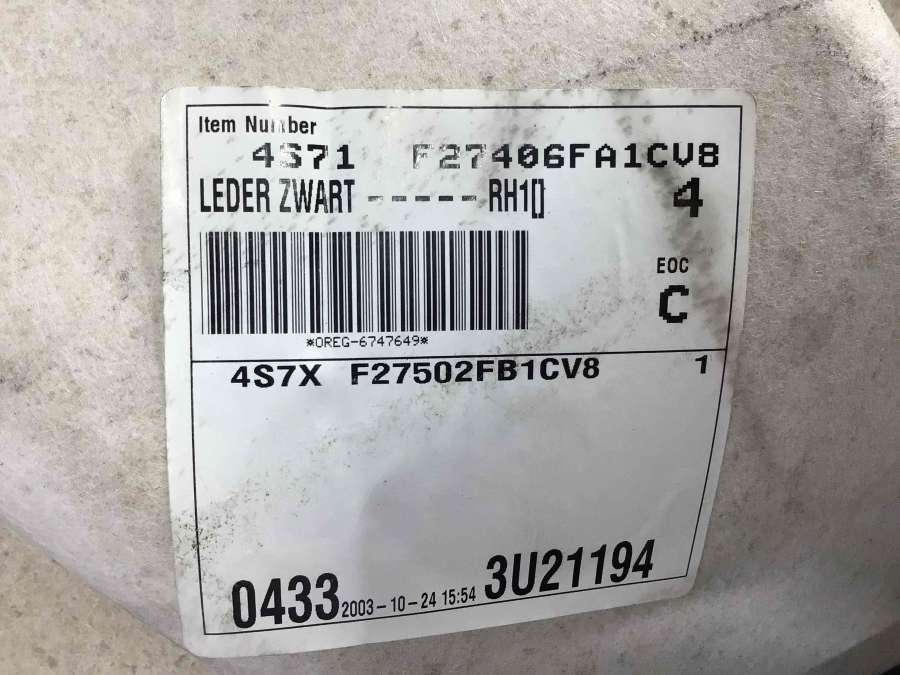 Item Number
4S71 F27406FA1CV8
LEDER ZWART ----- RH1[] 4
EOC
C
*OREG-6747649*
4S7X F27502FB1CV8 1
0433 2003-10-24 15:54 3U21194